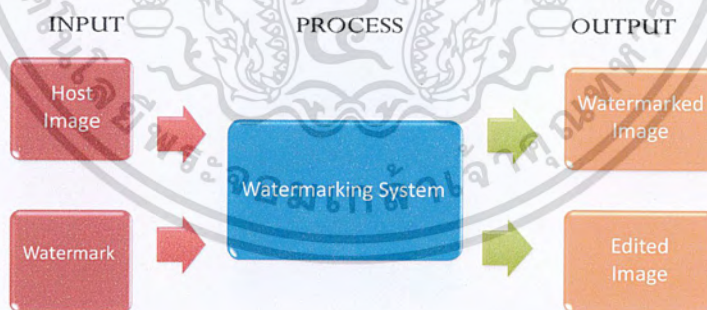 INPUT PROCESS OUTPUT
Host
Image
Watermarked
Image
Watermarking System
Watermark
Edited
Image